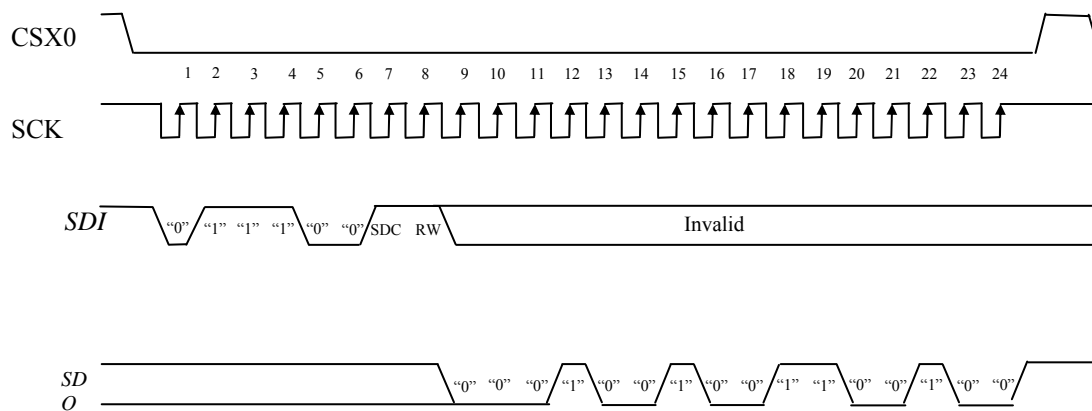 CSX0
1 2 3 4 5 6 7 8 9 10 11 12 13 14 15 16 17 18 19 20 21 22 23 24
SCK
SDI “0” “1” “1” “1” “0” “0” SDC RW Invalid
SD
O
“0” “0” “0” “1” “0” “0” “1” “0” “0” “1” “1” “0” “0” “1” “0” “0”